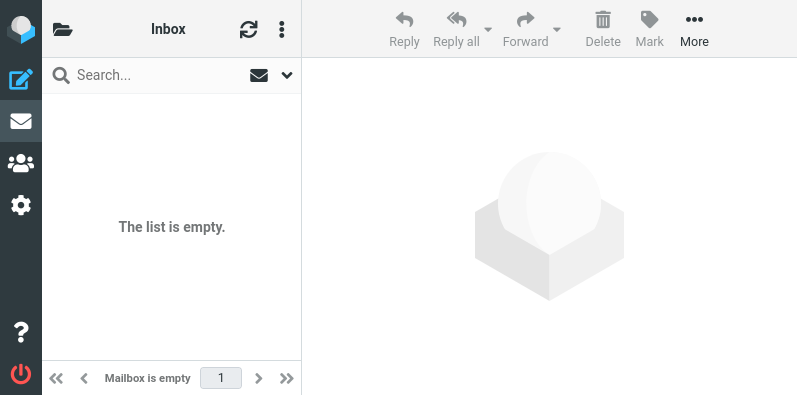 Inbox
Search...
The list is empty.
Mailbox is empty 1
Reply
Reply all
Forward
Delete
Mark
More
?